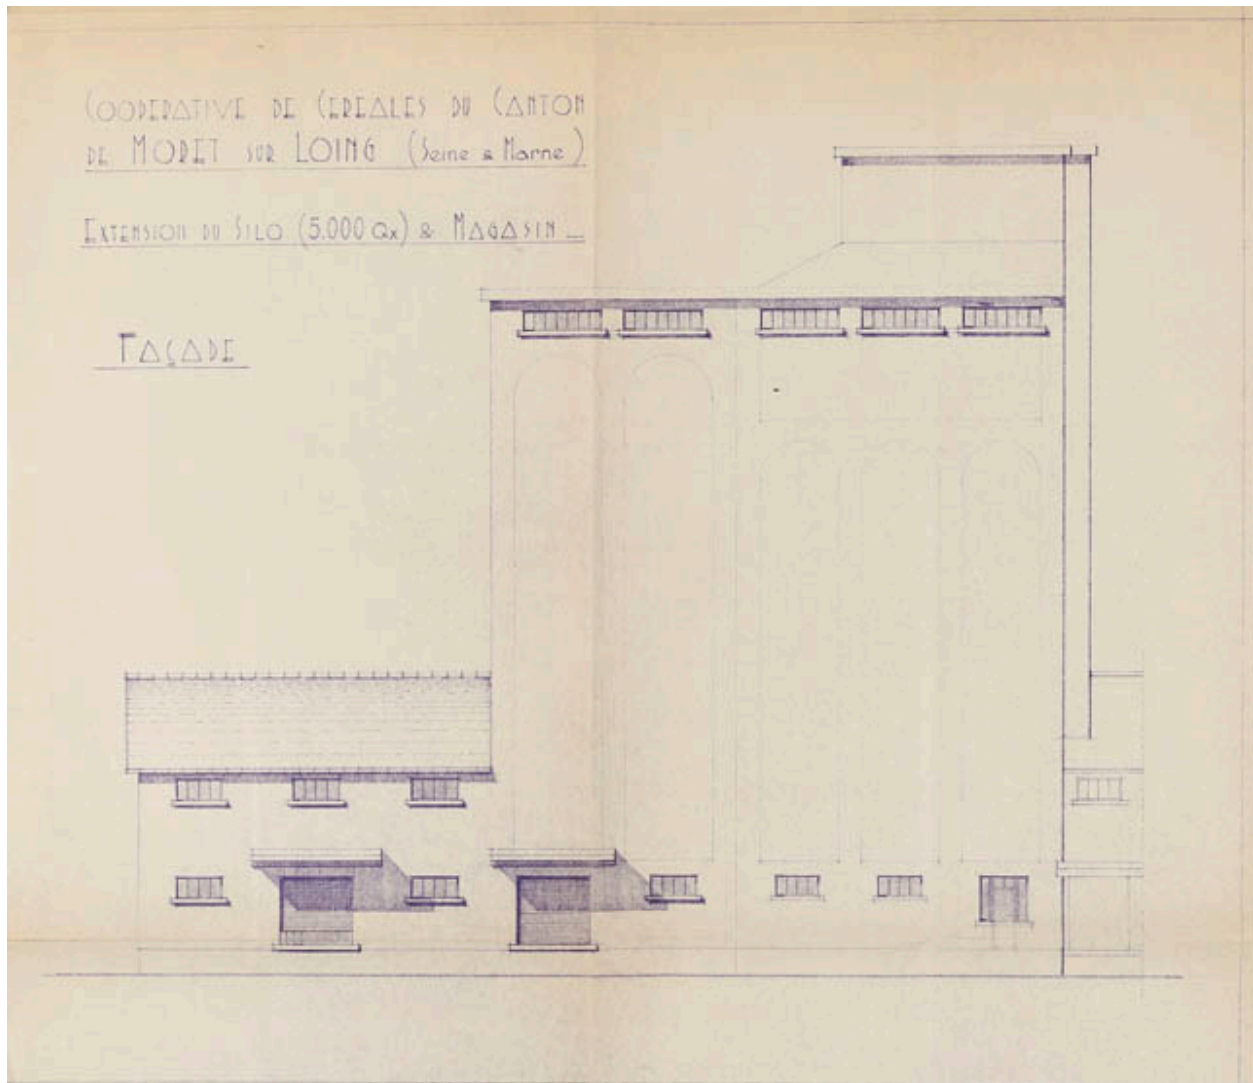 COOPERATIVE DE CEREALES DU CANTON
DE MORET SUR LOING (Seine & Marne)
EXTENSION DU SILO (5.000 Qx) & MAGASIN
FAÇADE